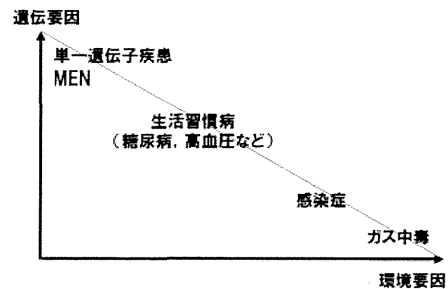 遺伝要因
単一遺伝子疾患
MEN
生活習慣病
（糖尿病，高血圧など）
感染症
ガス中毒
環境要因